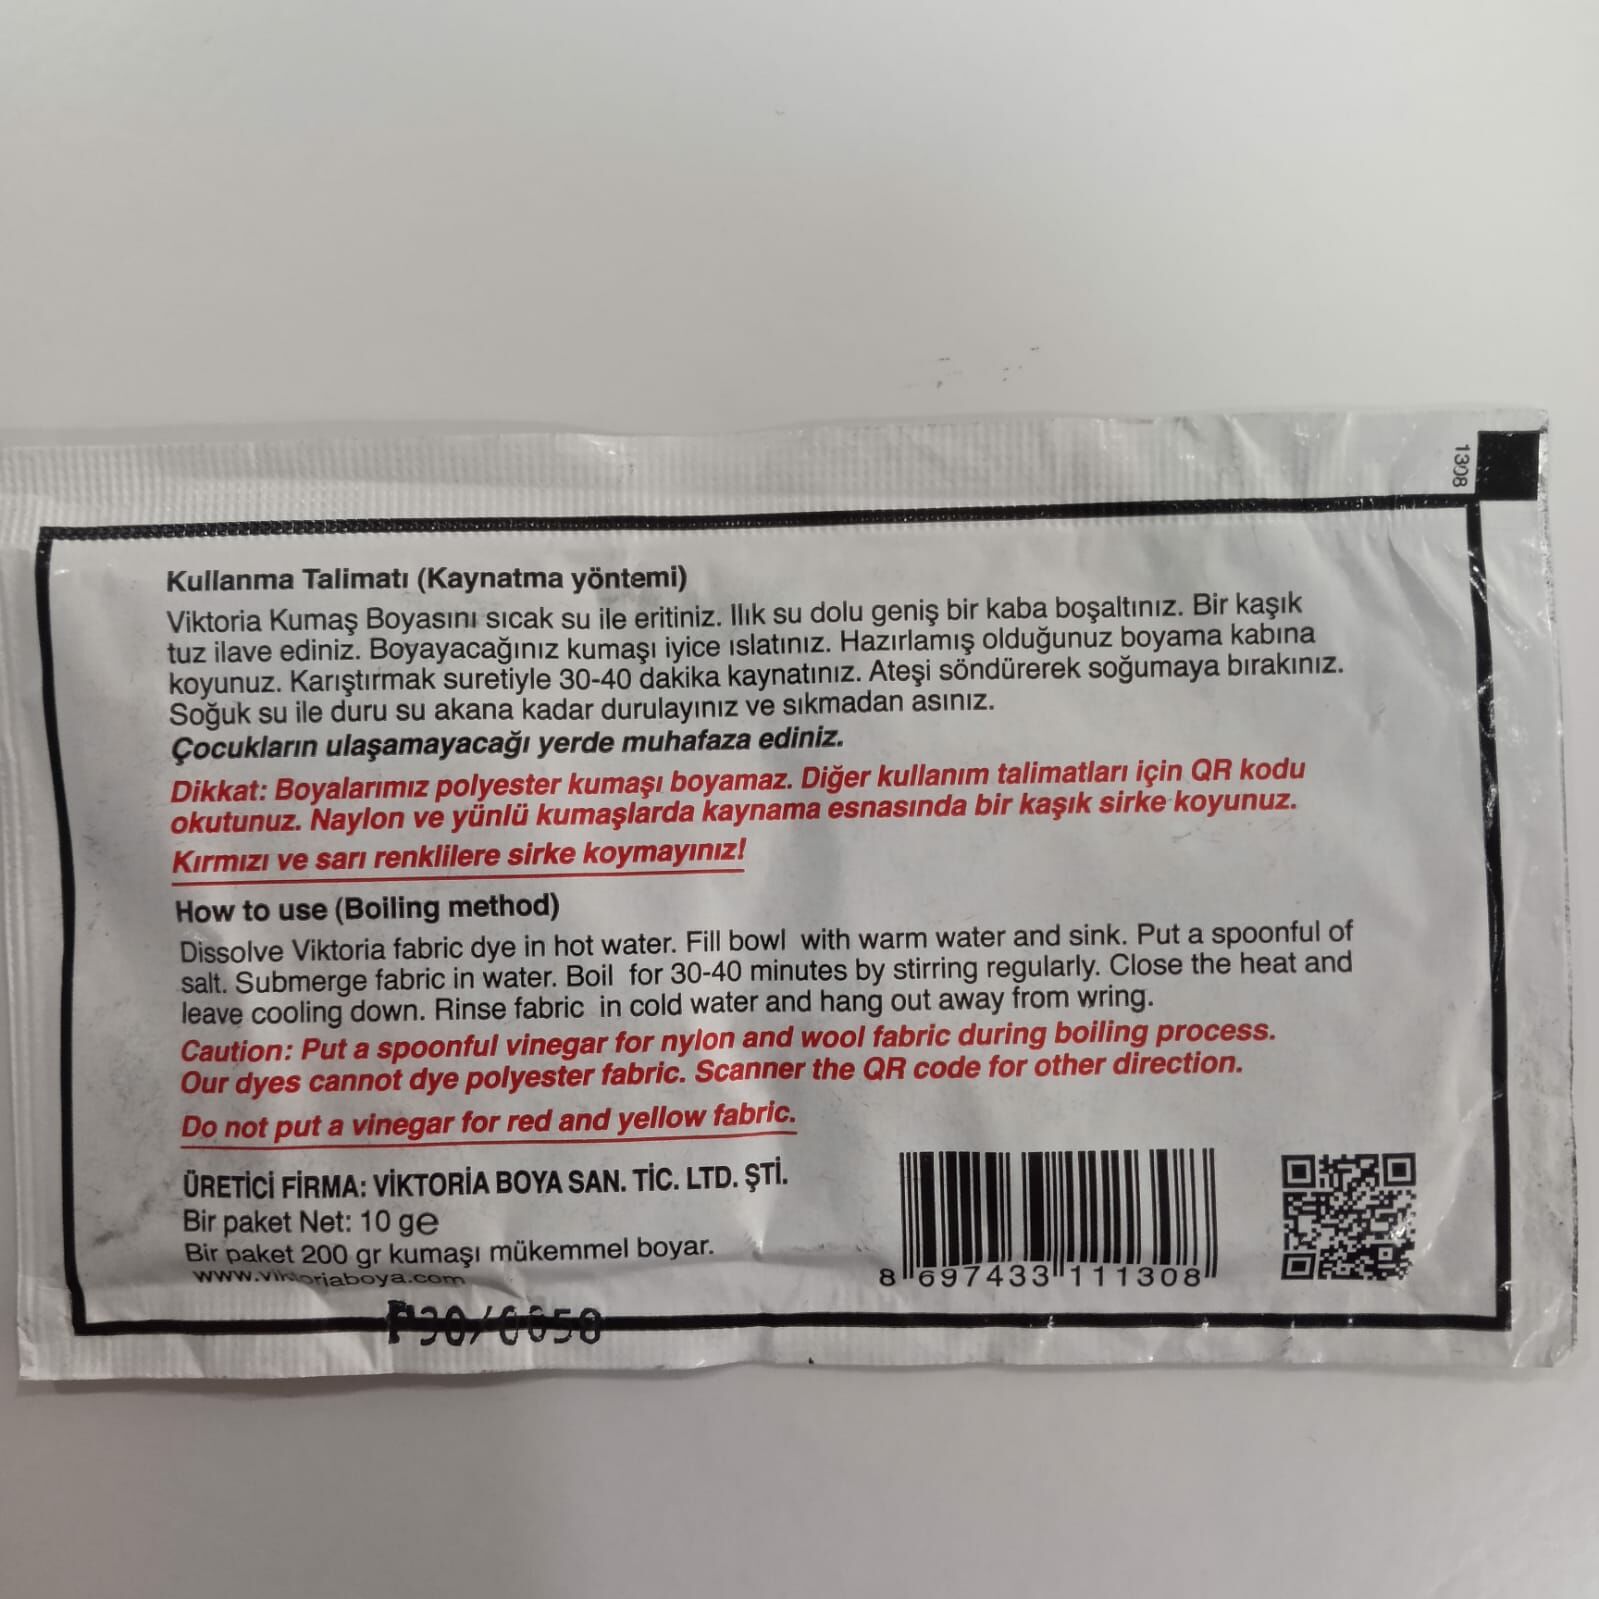 1308
Kullanma Talimatı (Kaynatma yöntemi)
Viktoria Kumaş Boyasını sıcak su ile eritiniz. Ilık su dolu geniş bir kaba boşaltınız. Bir kaşık
tuz ilave ediniz. Boyayacağınız kumaşı iyice ıslatınız. Hazırlamış olduğunuz boyama kabına
koyunuz. Karıştırmak suretiyle 30-40 dakika kaynatınız. Ateşi söndürerek soğumaya bırakınız.
Soğuk su ile duru su akana kadar durulayınız ve sıkmadan asınız.
Çocukların ulaşamayacağı yerde muhafaza ediniz.
Dikkat: Boyalarımız polyester kumaşı boyamaz. Diğer kullanım talimatları için QR kodu
okutunuz. Naylon ve yünlü kumaşlarda kaynama esnasında bir kaşık sirke koyunuz.
Kırmızı ve sarı renklilere sirke koymayınız!
How to use (Boiling method)
Dissolve Viktoria fabric dye in hot water. Fill bowl with warm water and sink. Put a spoonful of
salt. Submerge fabric in water. Boil for 30-40 minutes by stirring regularly. Close the heat and
leave cooling down. Rinse fabric in cold water and hang out away from wring.
Caution: Put a spoonful vinegar for nylon and wool fabric during boiling process.
Our dyes cannot dye polyester fabric. Scanner the QR code for other direction.
Do not put a vinegar for red and yellow fabric.
ÜRETİCİ FİRMA: VİKTORİA BOYA SAN. TİC. LTD. ŞTİ.
Bir paket Net: 10 g℮
Bir paket 200 gr kumaşı mükemmel boyar.
www.viktoriaboya.com
8 697433 111308